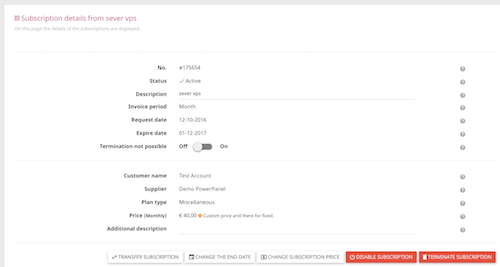 Subscription details from sever vps
On this page the details of the subscriptions are displayed.
No. #175654
Status Active
Description sever vps
Invoice period Month
Request date 12-10-2016
Expire date 01-12-2017
Termination not possible Off On
Customer name Test Account
Supplier Demo PowerPanel
Plan type Miscellaneous
Price (Monthly) € 40,00 Custom price and there for fixed.
Additional description
TRANSFER SUBSCRIPTION CHANGE THE END DATE CHANGE SUBSCRIPTION PRICE DISABLE SUBSCRIPTION TERMINATE SUBSCRIPTION